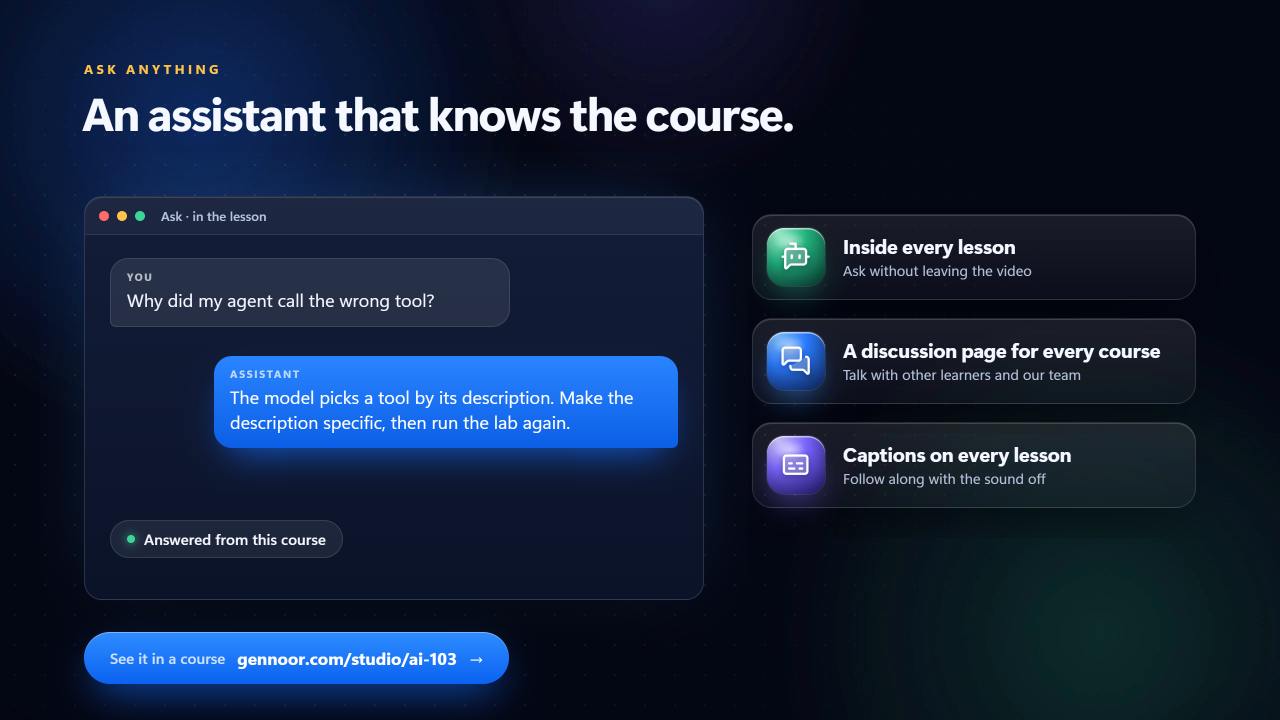 ASK ANYTHING
An assistant that knows the course.
Ask · in the lesson
YOU
Why did my agent call the wrong tool?
ASSISTANT
The model picks a tool by its description. Make the
description specific, then run the lab again.
Answered from this course
Inside every lesson
Ask without leaving the video
A discussion page for every course
Talk with other learners and our team
Captions on every lesson
Follow along with the sound off
See it in a course gennoor.com/studio/ai-103 →